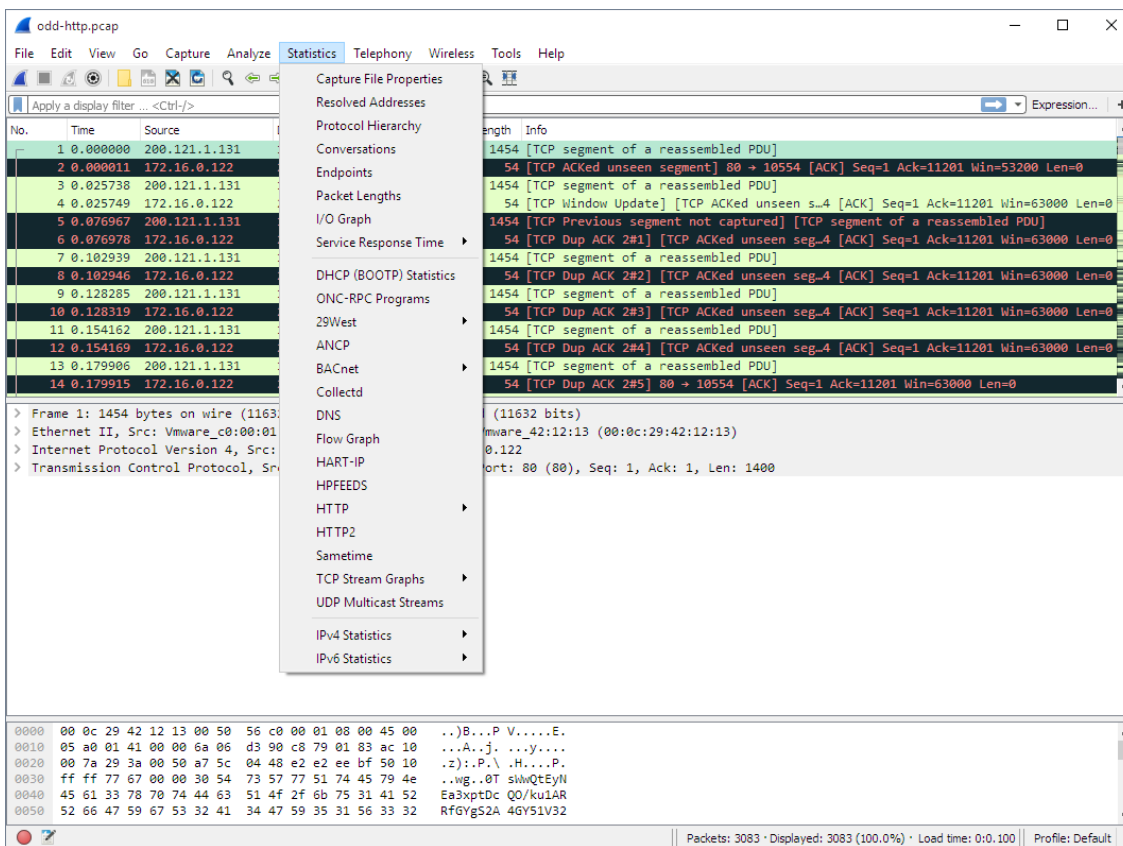 odd-http.pcap
File Edit View Go Capture Analyze Statistics Telephony Wireless Tools Help
Apply a display filter ... <Ctrl-/> Expression... +
No. Time Source Length Info
1 0.000000 200.121.1.131 1454 [TCP segment of a reassembled PDU]
2 0.000011 172.16.0.122 54 [TCP ACKed unseen segment] 80 → 10554 [ACK] Seq=1 Ack=11201 Win=53200 Len=0
3 0.025738 200.121.1.131 1454 [TCP segment of a reassembled PDU]
4 0.025749 172.16.0.122 54 [TCP Window Update] [TCP ACKed unseen s…4 [ACK] Seq=1 Ack=11201 Win=63000 Len=0
5 0.076967 200.121.1.131 1454 [TCP Previous segment not captured] [TCP segment of a reassembled PDU]
6 0.076978 172.16.0.122 54 [TCP Dup ACK 2#1] [TCP ACKed unseen seg…4 [ACK] Seq=1 Ack=11201 Win=63000 Len=0
7 0.102939 200.121.1.131 1454 [TCP segment of a reassembled PDU]
8 0.102946 172.16.0.122 54 [TCP Dup ACK 2#2] [TCP ACKed unseen seg…4 [ACK] Seq=1 Ack=11201 Win=63000 Len=0
9 0.128285 200.121.1.131 1454 [TCP segment of a reassembled PDU]
10 0.128319 172.16.0.122 54 [TCP Dup ACK 2#3] [TCP ACKed unseen seg…4 [ACK] Seq=1 Ack=11201 Win=63000 Len=0
11 0.154162 200.121.1.131 1454 [TCP segment of a reassembled PDU]
12 0.154169 172.16.0.122 54 [TCP Dup ACK 2#4] [TCP ACKed unseen seg…4 [ACK] Seq=1 Ack=11201 Win=63000 Len=0
13 0.179906 200.121.1.131 1454 [TCP segment of a reassembled PDU]
14 0.179915 172.16.0.122 54 [TCP Dup ACK 2#5] 80 → 10554 [ACK] Seq=1 Ack=11201 Win=63000 Len=0
Capture File Properties
Resolved Addresses
Protocol Hierarchy
Conversations
Endpoints
Packet Lengths
I/O Graph
Service Response Time
DHCP (BOOTP) Statistics
ONC-RPC Programs
29West
ANCP
BACnet
Collectd
DNS
Flow Graph
HART-IP
HPFEEDS
HTTP
HTTP2
Sametime
TCP Stream Graphs
UDP Multicast Streams
IPv4 Statistics
IPv6 Statistics
> Frame 1: 1454 bytes on wire (1163 (11632 bits)
> Ethernet II, Src: Vmware_c0:00:01 mware_42:12:13 (00:0c:29:42:12:13)
> Internet Protocol Version 4, Src: 0.122
> Transmission Control Protocol, Sr ort: 80 (80), Seq: 1, Ack: 1, Len: 1400
0000 00 0c 29 42 12 13 00 50 56 c0 00 01 08 00 45 00 ..)B...P V.....E.
0010 05 a0 01 41 00 00 6a 06 d3 90 c8 79 01 83 ac 10 ...A..j. ...y....
0020 00 7a 29 3a 00 50 a7 5c 04 48 e2 e2 ee bf 50 10 .z):.P.\ .H....P.
0030 ff ff 77 67 00 00 30 54 73 57 77 51 74 45 79 4e ..wg..0T sWwQtEyN
0040 45 61 33 78 70 74 44 63 51 4f 2f 6b 75 31 41 52 Ea3xptDc QO/ku1AR
0050 52 66 47 59 67 53 32 41 34 47 59 35 31 56 33 32 RfGYgS2A 4GY51V32
Packets: 3083 · Displayed: 3083 (100.0%) · Load time: 0:0.100 Profile: Default